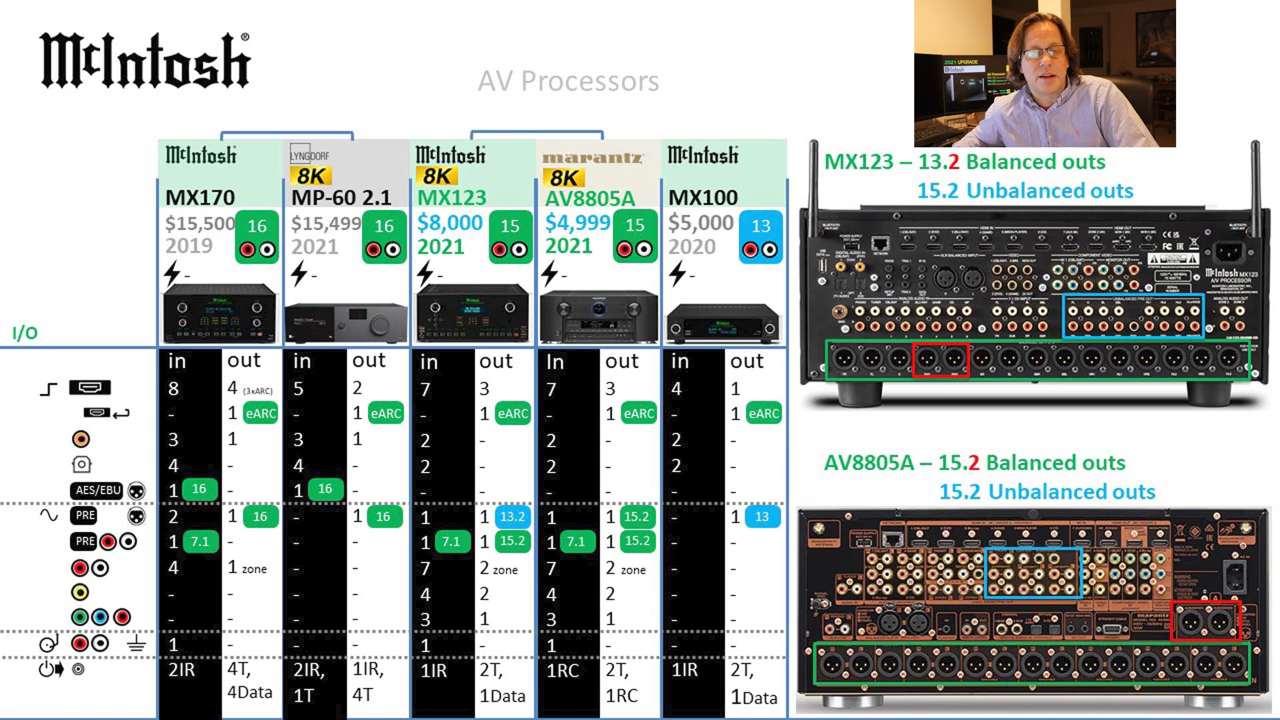 McIntosh®
AV Processors
2021 UPGRADE
McIntosh
McIntosh
LYNGDORF
8K
McIntosh
8K
marantz®
8K
McIntosh
MX170
MP-60 2.1
MX123
AV8805A
MX100
$15,500 16
$15,499 16
$8,000 15
$4,999 15
$5,000 13
2019
2021
2021
2021
2020
-
-
-
-
-
MX123 – 13.2 Balanced outs
15.2 Unbalanced outs
McIntosh MX123
A/V PROCESSOR
AV8805A – 15.2 Balanced outs
15.2 Unbalanced outs
marantz
I/O
in out in out in out in out in out
8 4 (3xARC) 5 2 7 3 7 3 4 1
- 1 eARC - 1 eARC - 1 eARC - 1 eARC - 1 eARC
3 1 3 1 2 - 2 - 2 -
4 - 4 - 2 - 2 - 2 -
AES/EBU 1 16 - 1 16 - - - - - - -
PRE 2 1 16 - 1 16 1 1 13.2 1 1 15.2 - 1 13
PRE 1 7.1 - - - 1 7.1 1 15.2 1 7.1 1 15.2 - -
4 1 zone - - 7 2 zone 7 2 zone - -
- - - - 4 2 4 2 - -
- - - - 3 1 3 1 - -
1 - - - 1 - 1 - - -
2IR 4T, 4Data 2IR, 1T 1IR, 4T 1IR 2T, 1Data 1RC 2T, 1RC 1IR 2T, 1Data